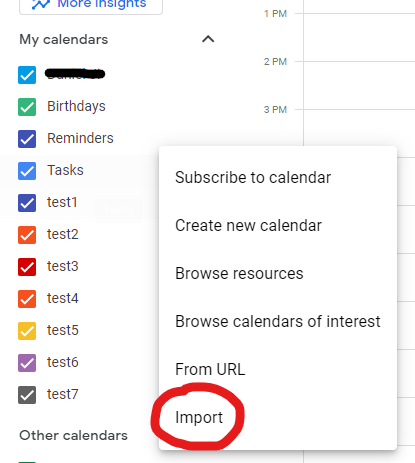 More insights
My calendars
Birthdays
Reminders
Tasks
test1
test2
test3
test4
test5
test6
test7
Other calendars
1 PM
2 PM
3 PM
Subscribe to calendar
Create new calendar
Browse resources
Browse calendars of interest
From URL
Import